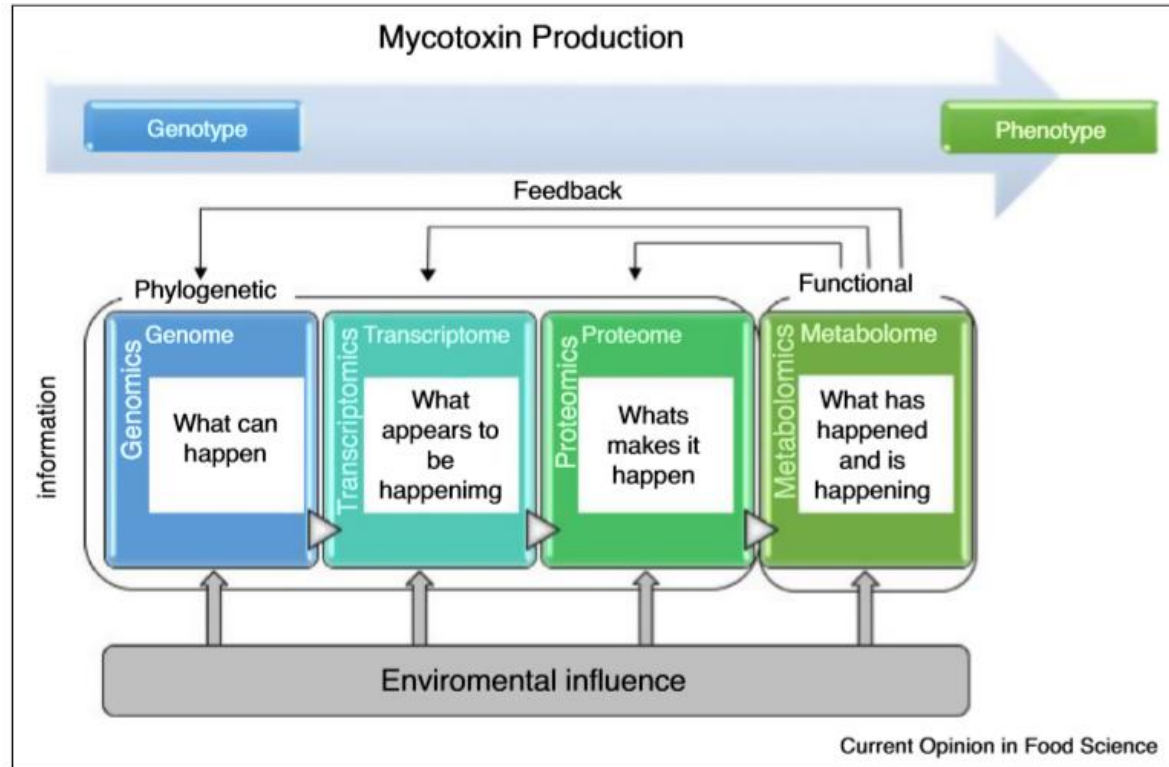 Mycotoxin Production
Genotype
Phenotype
Feedback
Phylogenetic
Functional
information
Genomics
Genome
What can
happen
Transcriptomics
Transcriptome
What
appears to
be
happenimg
Proteomics
Proteome
Whats
makes it
happen
Metabolomics
Metabolome
What has
happened
and is
happening
Enviromental influence
Current Opinion in Food Science